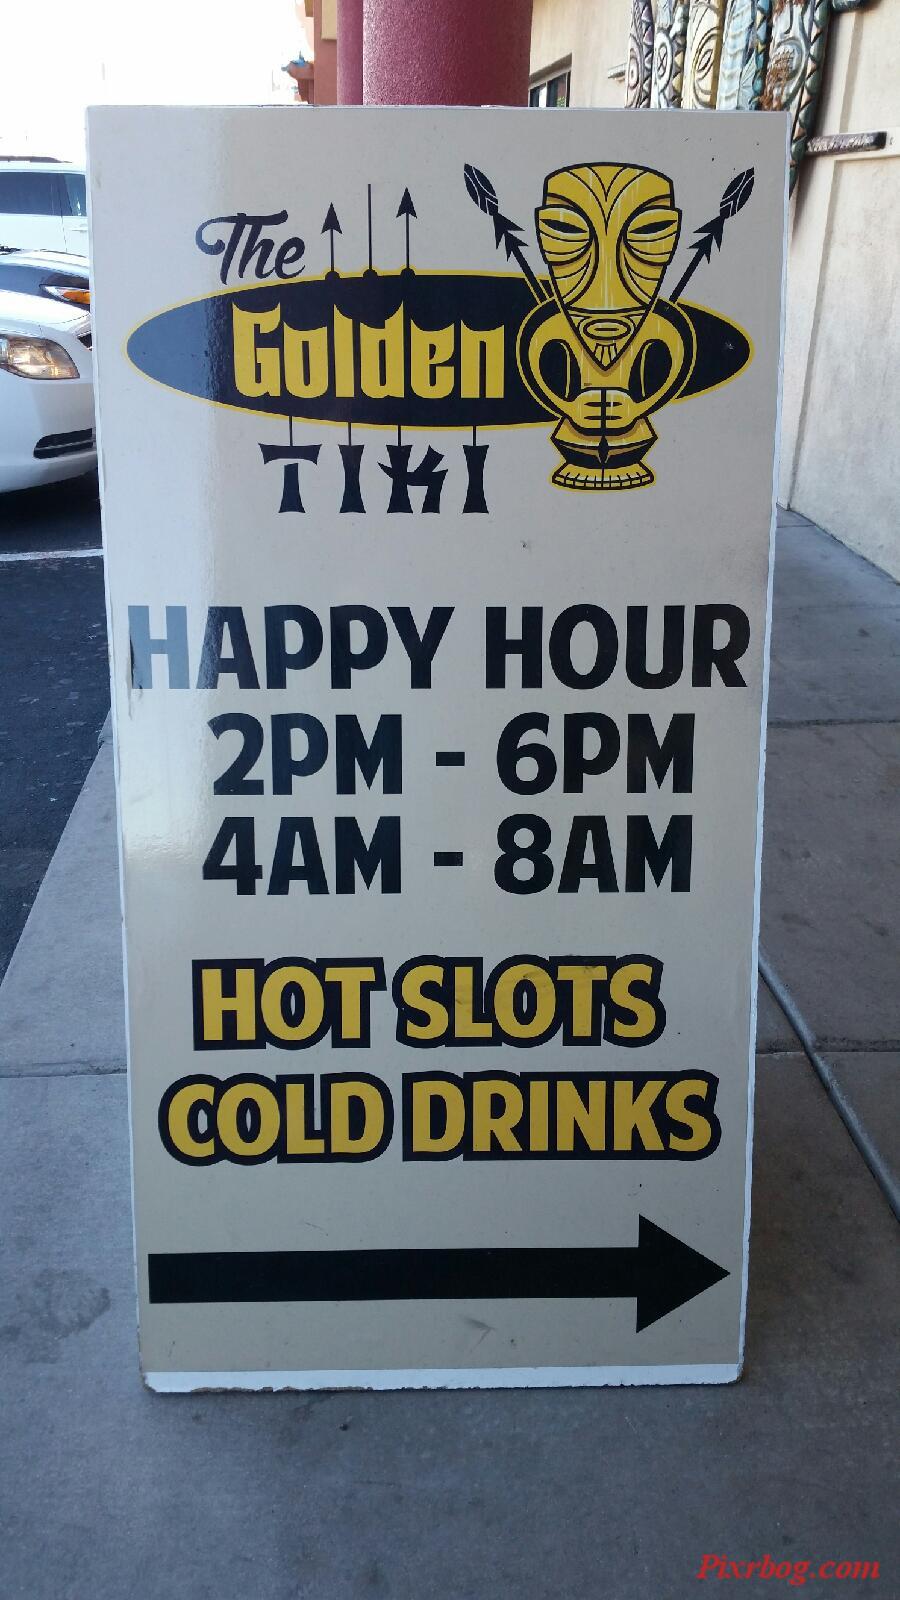 The
Golden
TIKI
HAPPY HOUR
2PM - 6PM
4AM - 8AM
HOT SLOTS
COLD DRINKS
Pixrbog.com